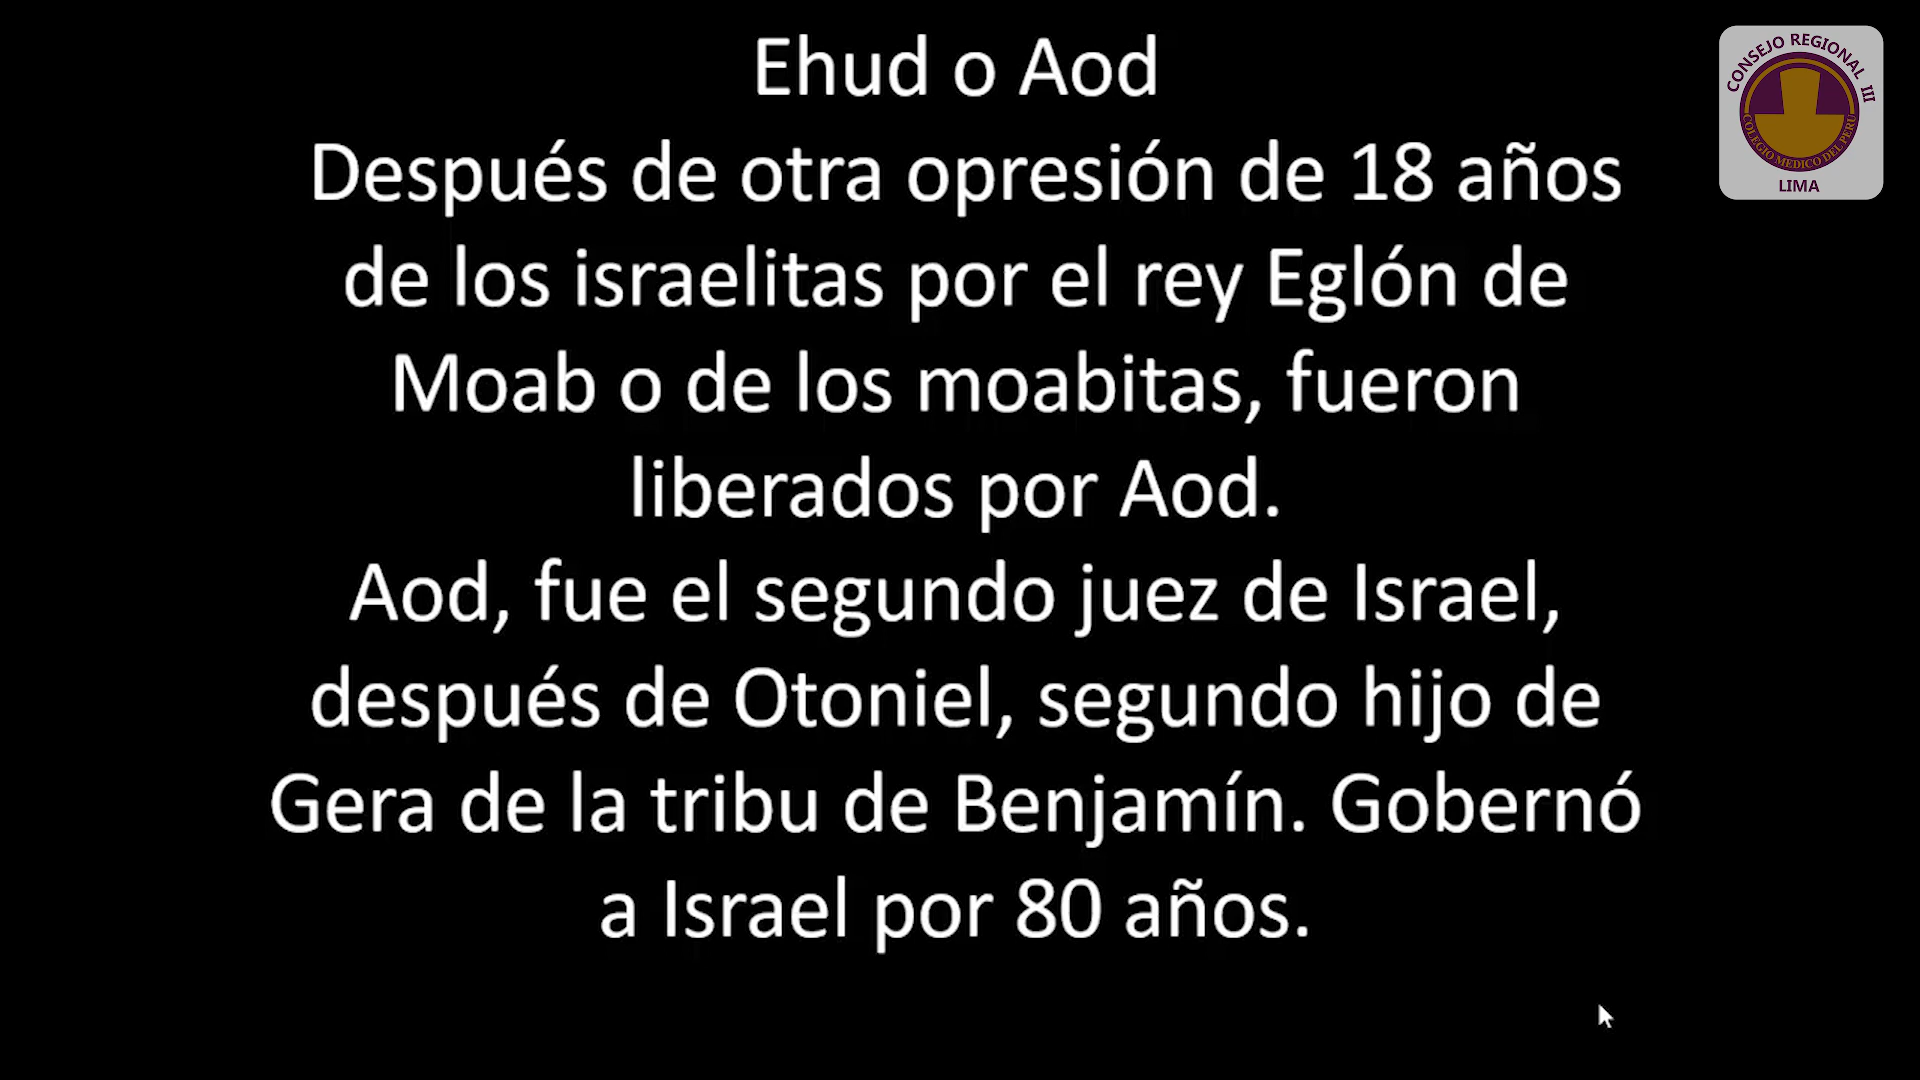 Ehud o Aod
Después de otra opresión de 18 años
de los israelitas por el rey Eglón de
Moab o de los moabitas, fueron
liberados por Aod.
Aod, fue el segundo juez de Israel,
después de Otoniel, segundo hijo de
Gera de la tribu de Benjamín. Gobernó
a Israel por 80 años.
CONSEJO REGIONAL III
COLEGIO MEDICO DEL PERU
LIMA